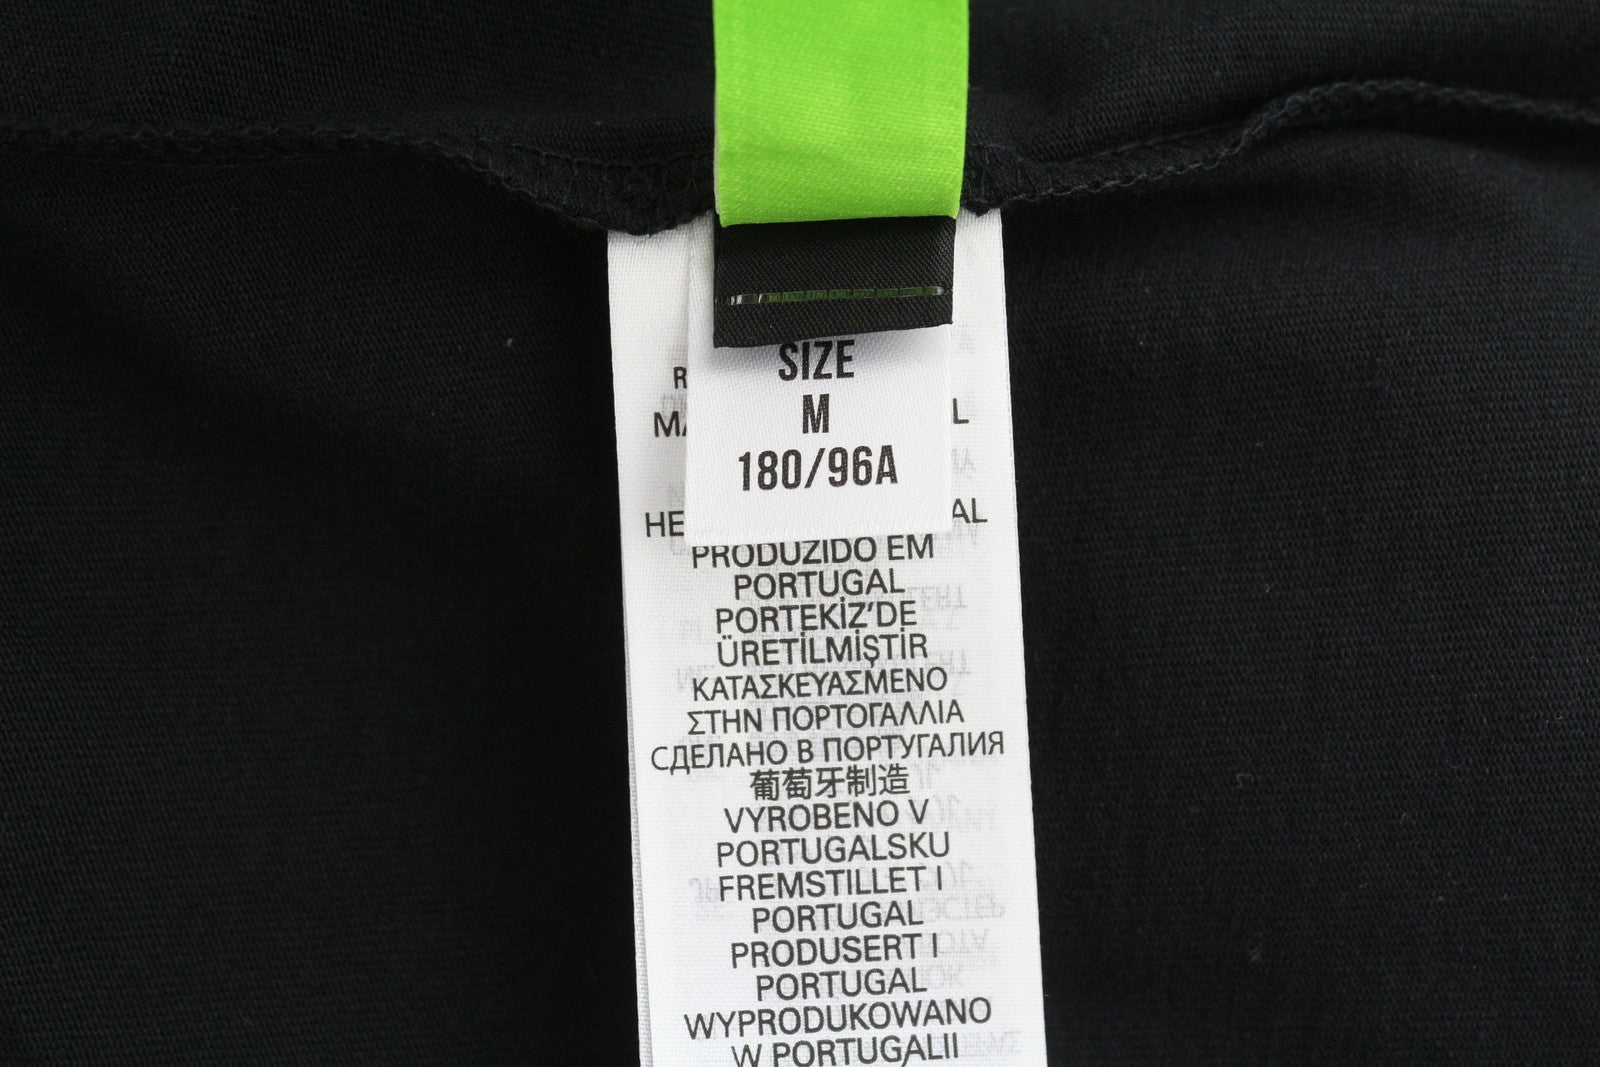 SIZE
M
180/96A
PRODUZIDO EM
PORTUGAL
PORTEKİZ'DE
ÜRETİLMİŞTİR
ΚΑΤΑΣΚΕΥΑΣΜΕΝΟ
ΣΤΗΝ ΠΟΡΤΟΓΑΛΛΙΑ
СДЕЛАНО В ПОРТУГАЛИЯ
葡萄牙制造
VYROBENO V
PORTUGALSKU
FREMSTILLET I
PORTUGAL
PRODUSERT I
PORTUGAL
WYPRODUKOWANO
W PORTUGALII